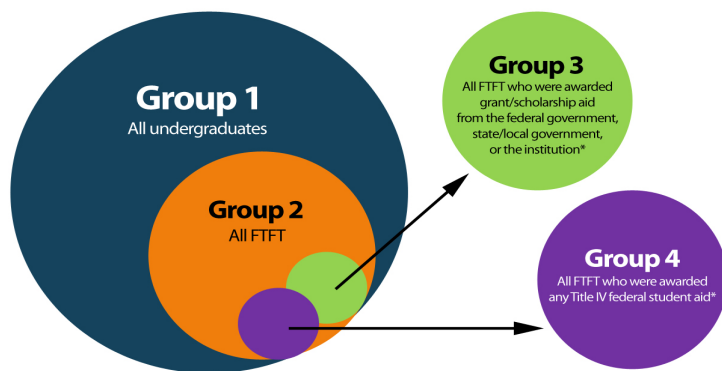 Group 1
All undergraduates
Group 2
All FTFT
Group 3
All FTFT who were awarded
grant/scholarship aid
from the federal government,
state/local government,
or the institution*
Group 4
All FTFT who were awarded
any Title IV federal student aid*